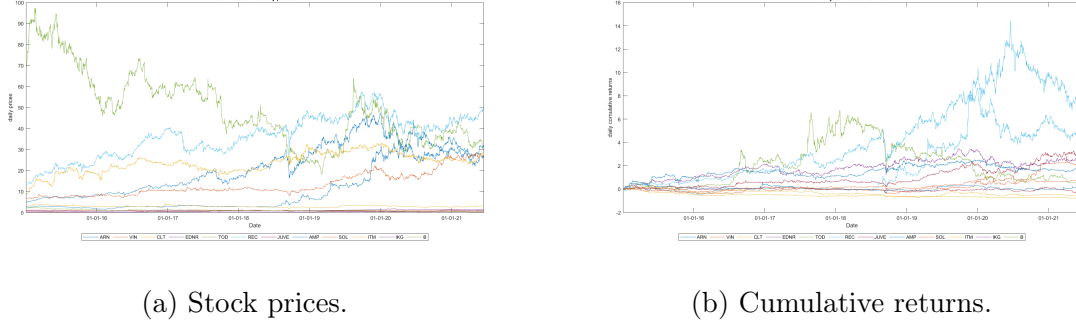 100
90
80
70
60
50
40
30
20
10
0
daily prices
01-01-16 01-01-17 01-01-18 01-01-19 01-01-20 01-01-21
Date
ARN VIN CLT EDNR TOD REC JUVE AMP SOL ITM IKG B
(a) Stock prices.
16
14
12
10
8
6
4
2
0
-2
daily cumulative returns
01-01-16 01-01-17 01-01-18 01-01-19 01-01-20 01-01-21
Date
ARN VIN CLT EDNR TOD REC JUVE AMP SOL ITM IKG B
(b) Cumulative returns.